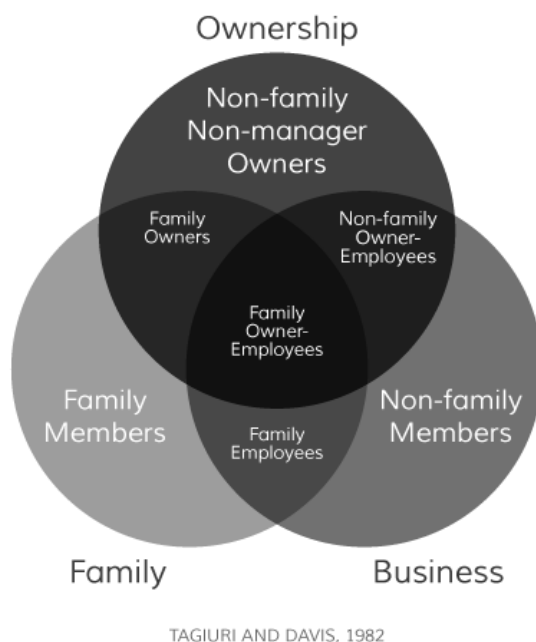 Ownership
Non-family
Non-manager
Owners
Family
Owners
Non-family
Owner-
Employees
Family
Owner-
Employees
Family
Members
Non-family
Members
Family
Employees
Family
Business
TAGIURI AND DAVIS, 1982